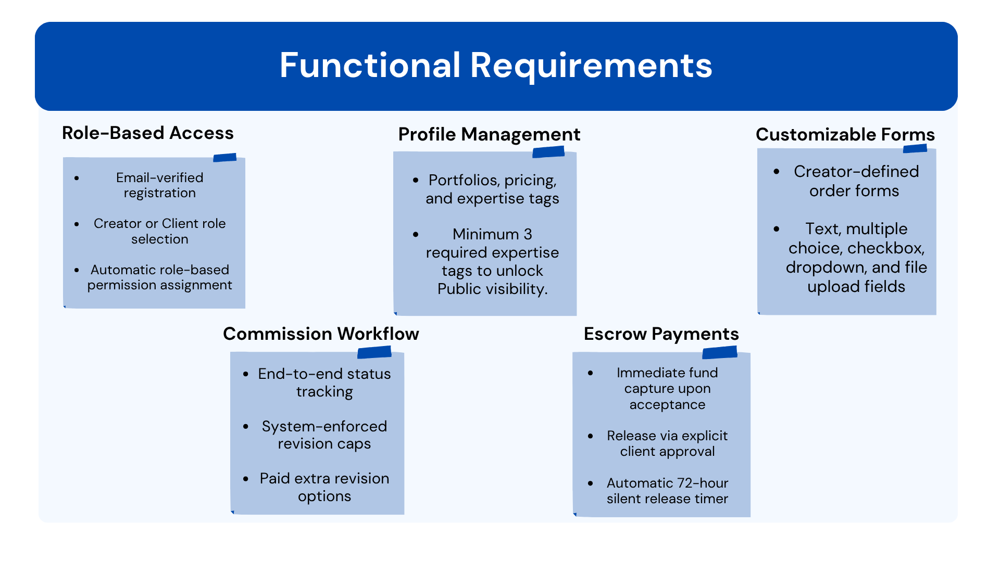 Functional Requirements
Role-Based Access
• Email-verified
registration
• Creator or Client role
selection
• Automatic role-based
permission assignment
Profile Management
• Portfolios, pricing,
and expertise tags
• Minimum 3
required expertise
tags to unlock
Public visibility.
Customizable Forms
• Creator-defined
order forms
• Text, multiple
choice, checkbox,
dropdown, and file
upload fields
Commission Workflow
• End-to-end status
tracking
• System-enforced
revision caps
• Paid extra revision
options
Escrow Payments
• Immediate fund
capture upon
acceptance
• Release via explicit
client approval
• Automatic 72-hour
silent release timer